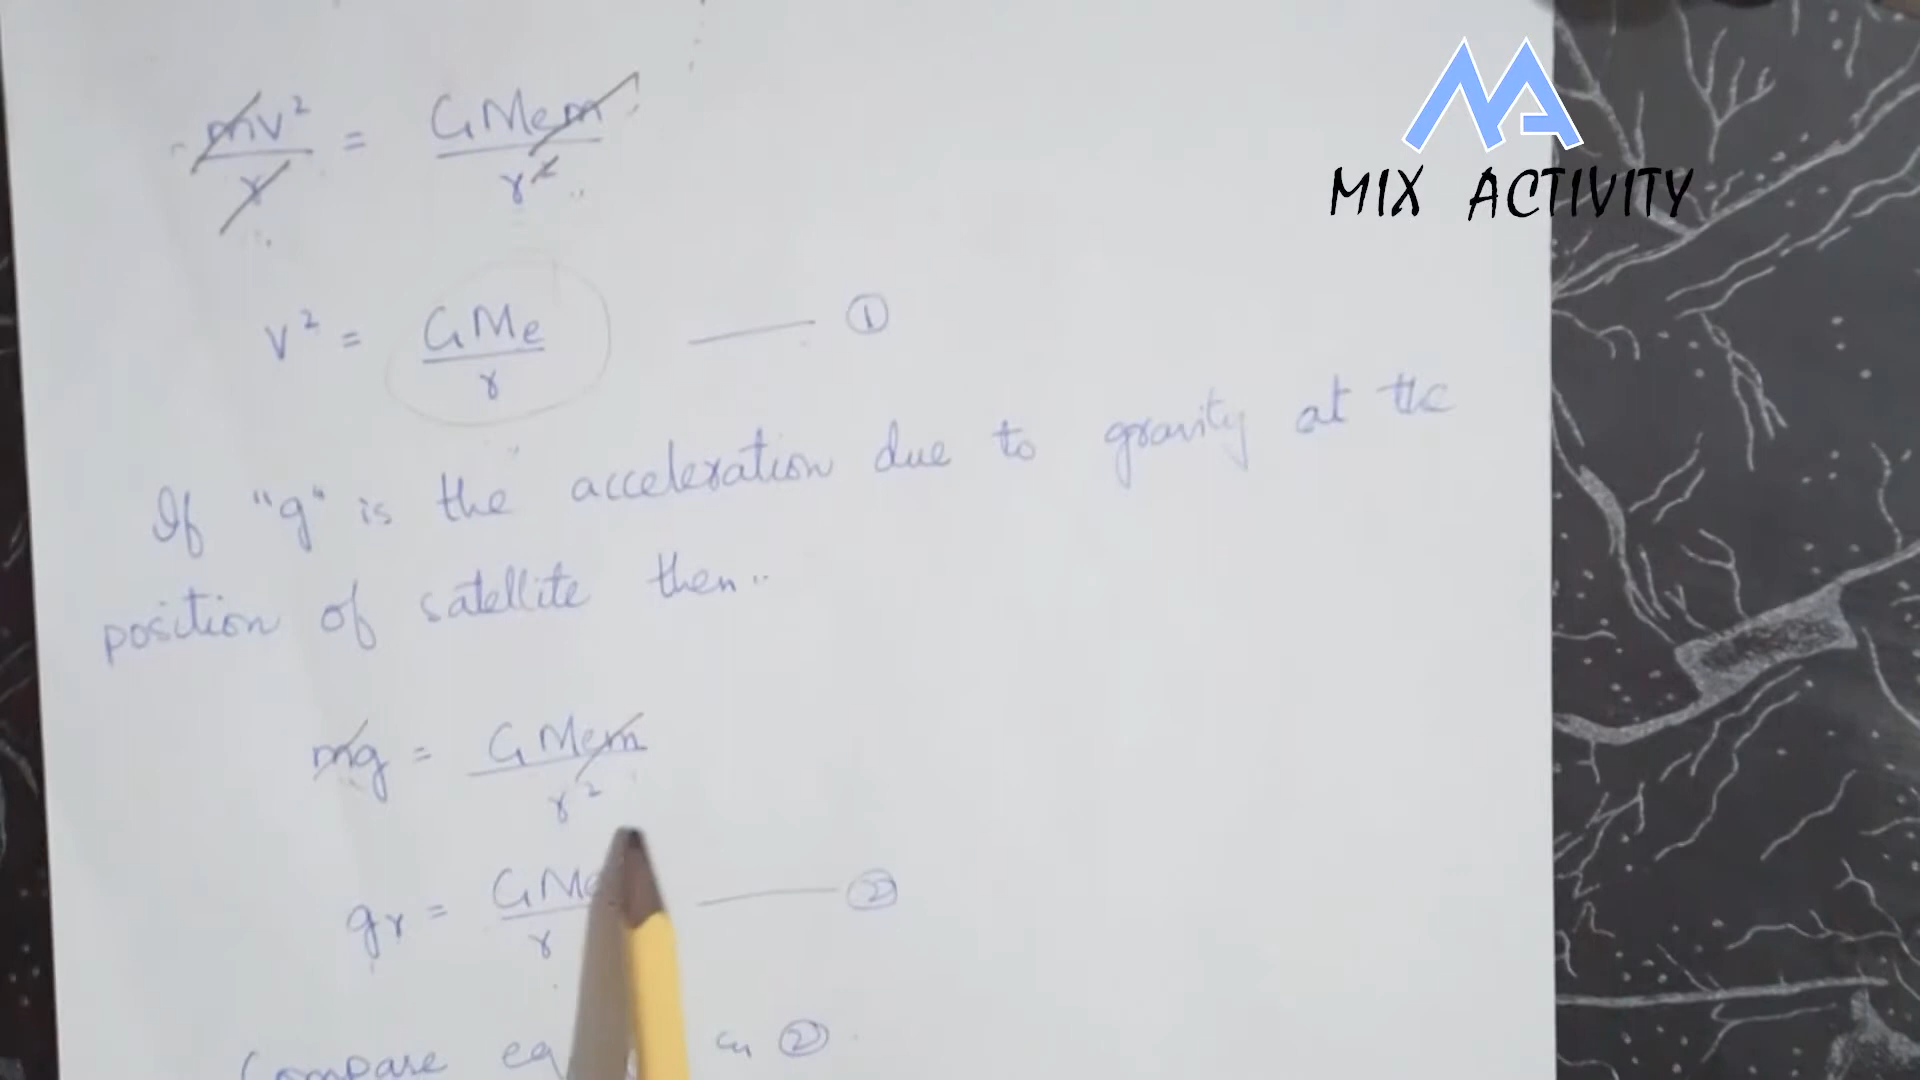 mv² / r = GMem / r²
MIX ACTIVITY
v² = GMe / r ——— ①
If "g" is the acceleration due to gravity at the
position of satellite then..
mg = GMem / r²
gr = GMe / r ——— ②
Compare eq ②